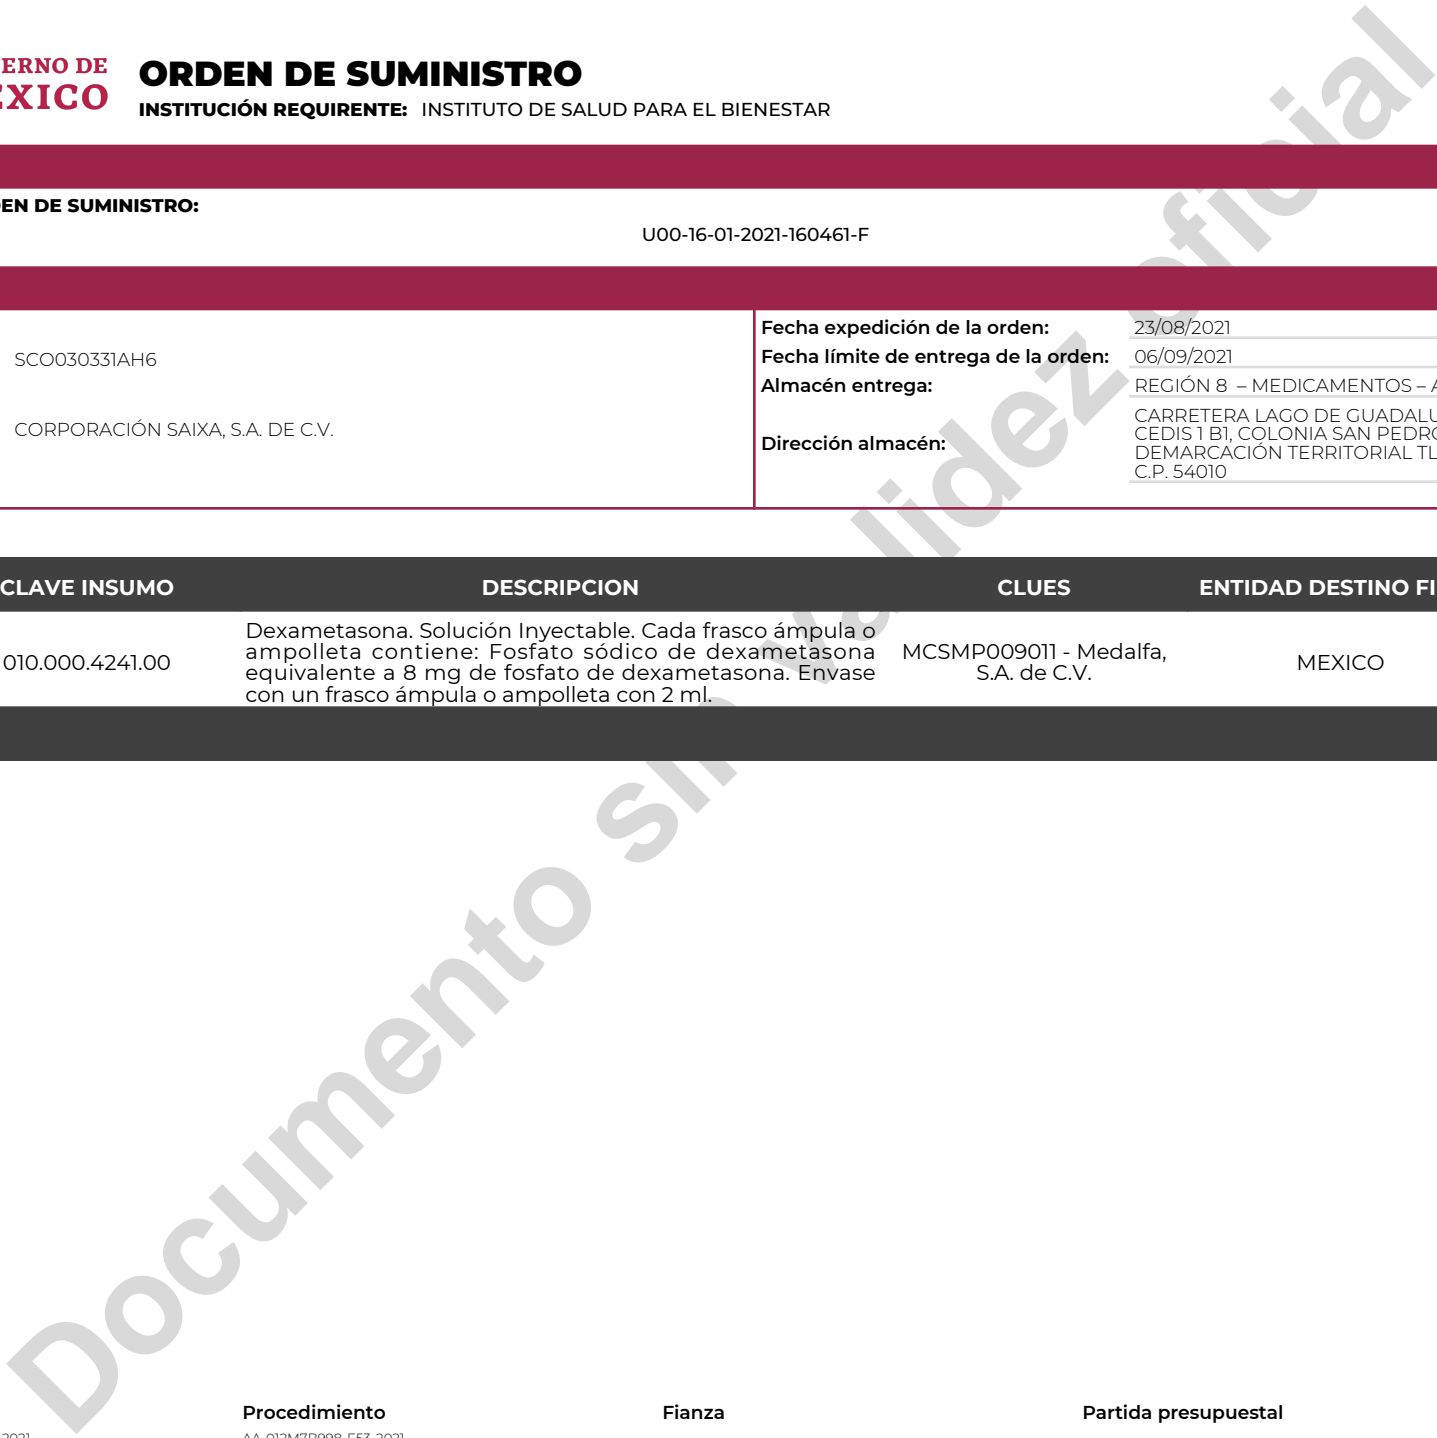 ERNO DE
EXICO
ORDEN DE SUMINISTRO
INSTITUCIÓN REQUIRENTE: INSTITUTO DE SALUD PARA EL BIENESTAR
EN DE SUMINISTRO:
U00-16-01-2021-160461-F
SCO030331AH6
CORPORACIÓN SAIXA, S.A. DE C.V.
Fecha expedición de la orden: 23/08/2021
Fecha límite de entrega de la orden: 06/09/2021
Almacén entrega: REGIÓN 8 – MEDICAMENTOS – A
Dirección almacén:
CARRETERA LAGO DE GUADALU
CEDIS 1 B1, COLONIA SAN PEDRO
DEMARCACIÓN TERRITORIAL TL
C.P. 54010
CLAVE INSUMO DESCRIPCION CLUES ENTIDAD DESTINO FI
010.000.4241.00
Dexametasona. Solución Inyectable. Cada frasco ámpula o
ampolleta contiene: Fosfato sódico de dexametasona
equivalente a 8 mg de fosfato de dexametasona. Envase
con un frasco ámpula o ampolleta con 2 ml.
MCSMP009011 - Medalfa,
S.A. de C.V.
MEXICO
Documento sin validez oficial
Procedimiento Fianza Partida presupuestal